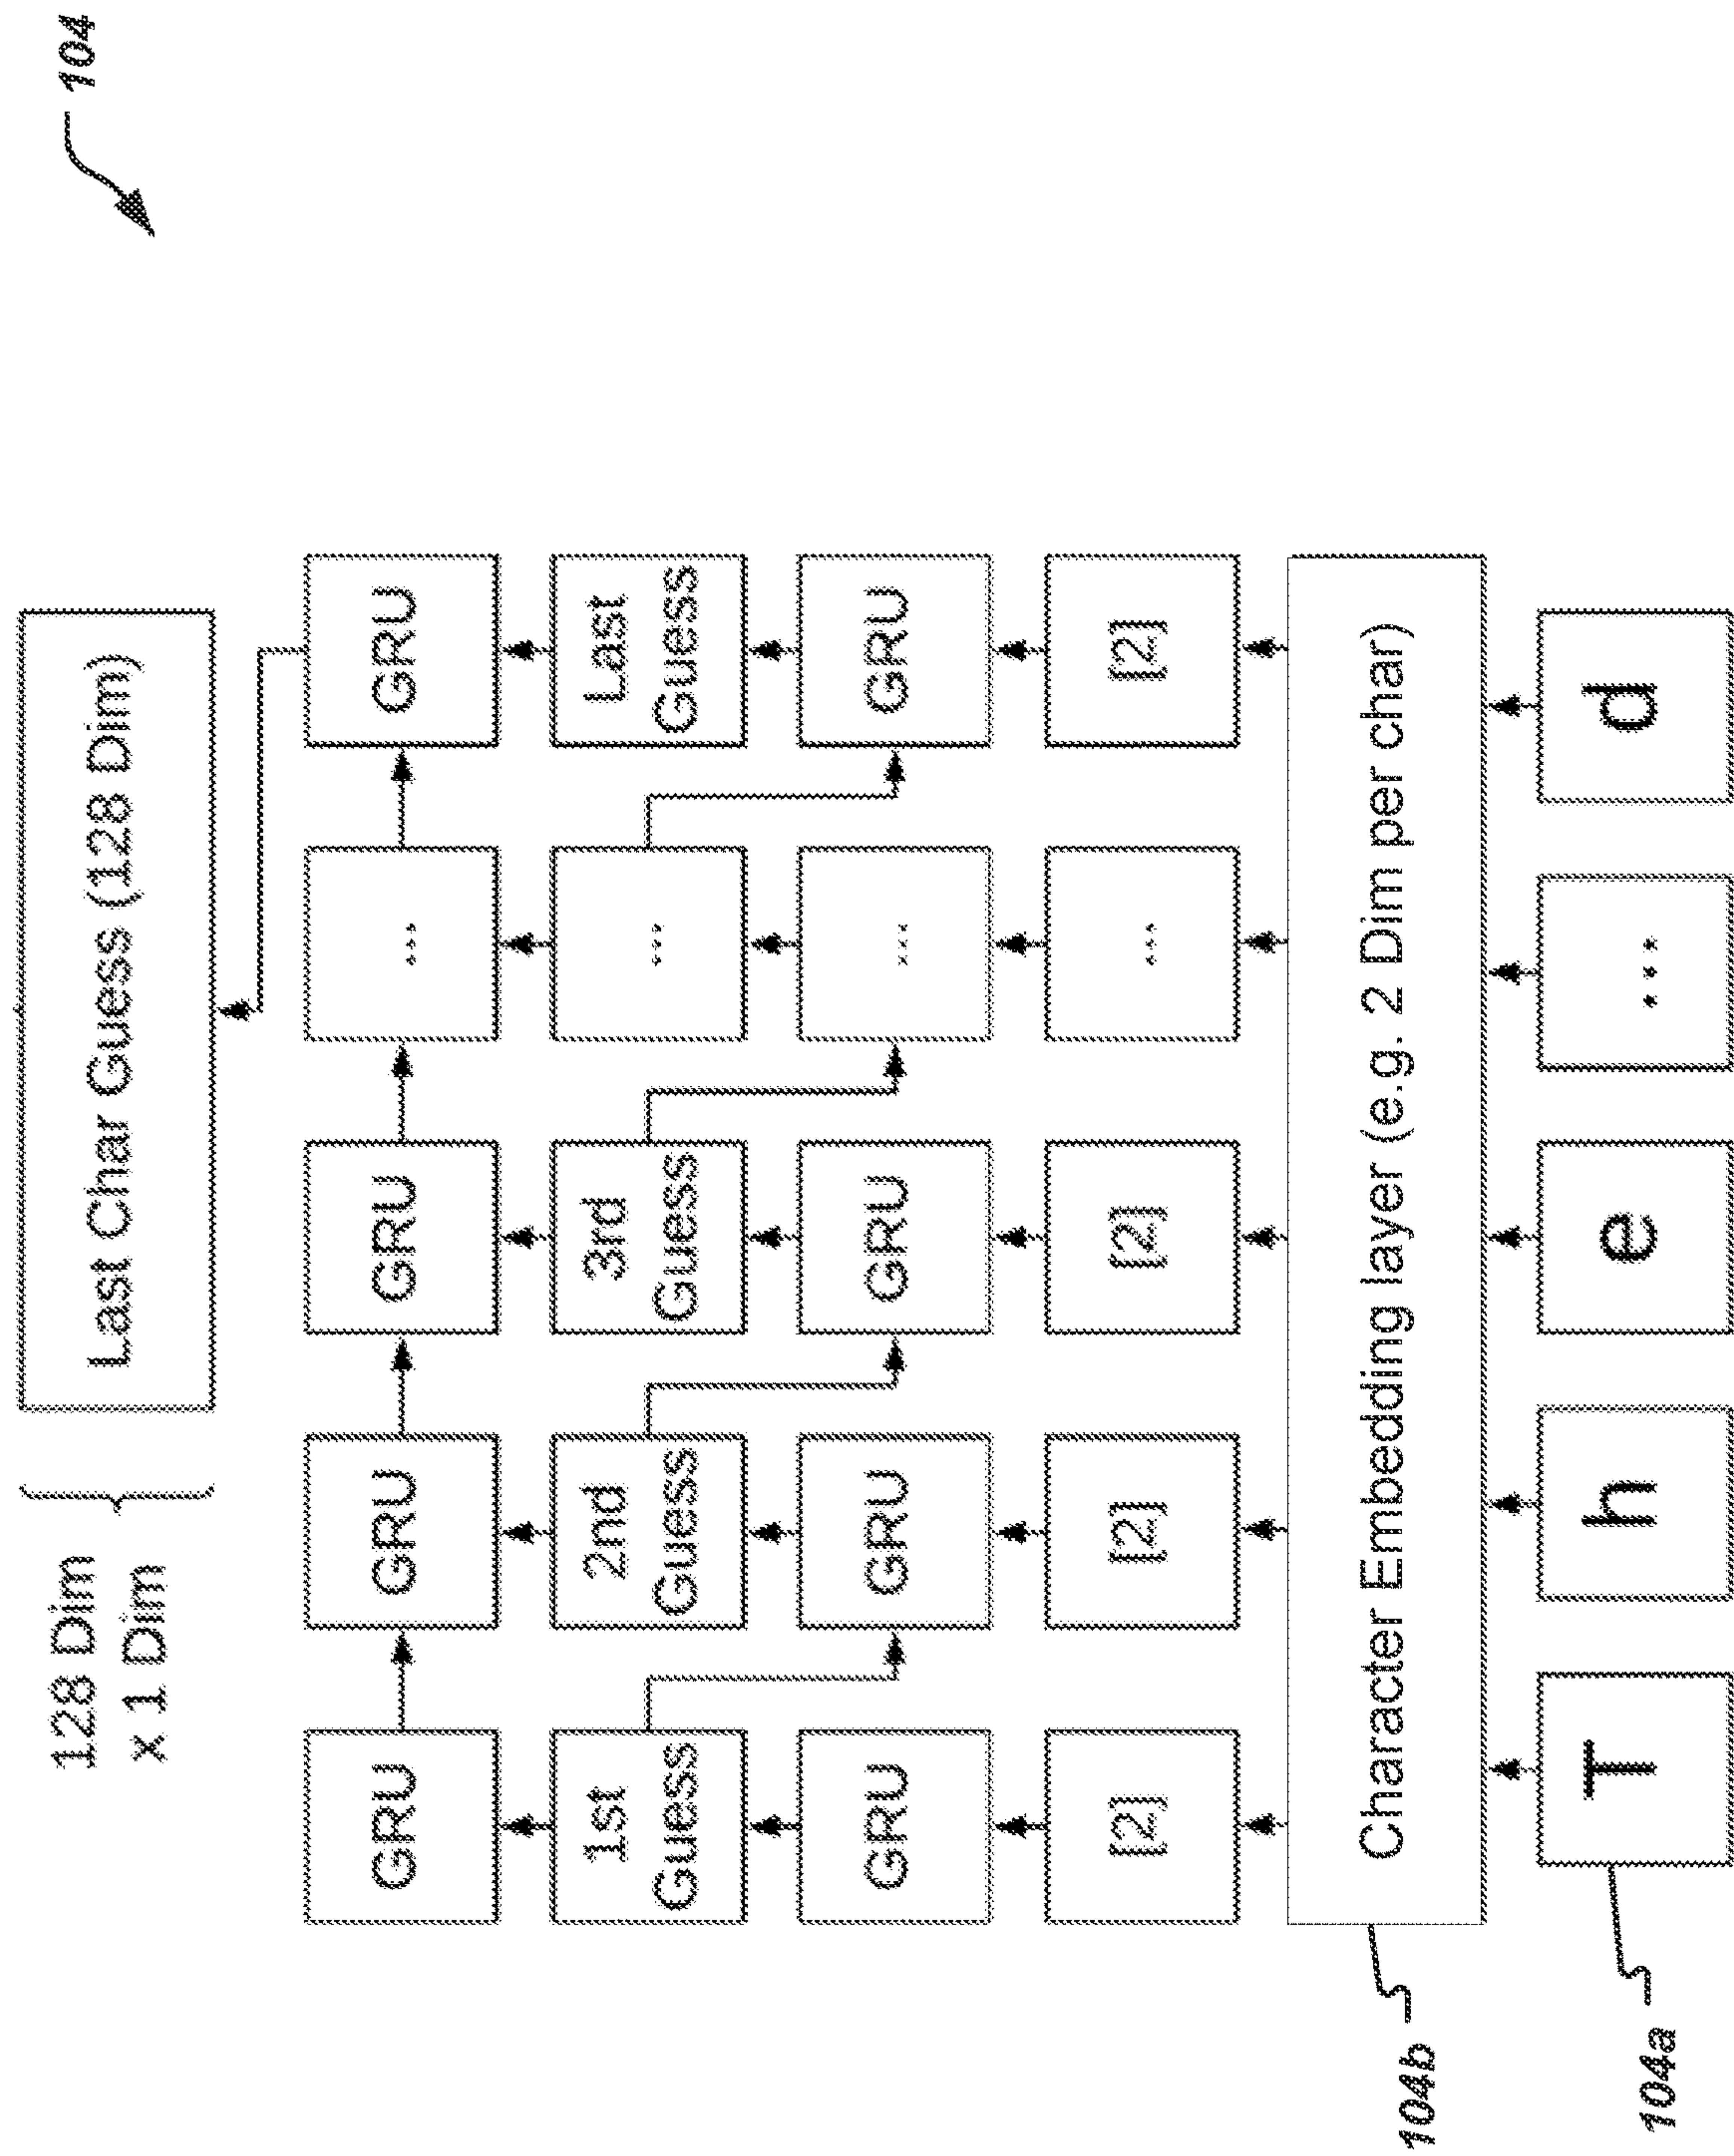 104
128 Dim
x 1 Dim
Last Char Guess (128 Dim)
GRU
GRU
GRU
...
GRU
1st
Guess
2nd
Guess
3rd
Guess
...
Last
Guess
GRU
GRU
GRU
...
GRU
[2]
[2]
[2]
...
[2]
104b
Character Embedding layer (e.g. 2 Dim per char)
104a
T
h
e
...
d